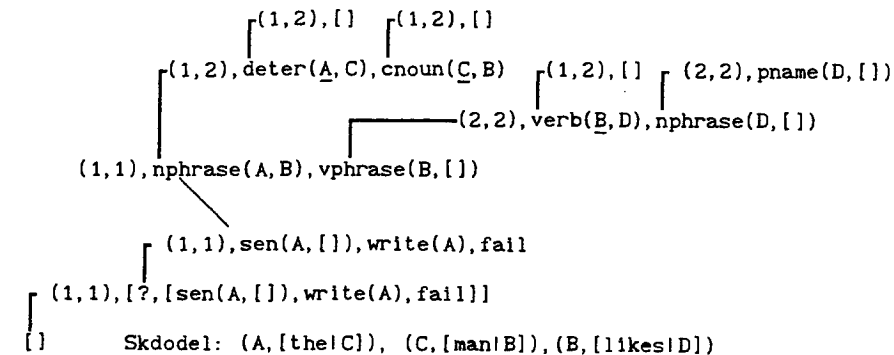 (1,2),[] (1,2),[]
(1,2),deter(A,C),cnoun(C,B) (1,2),[] (2,2),pname(D,[])
(2,2),verb(B,D),nphrase(D,[])
(1,1),nphrase(A,B),vphrase(B,[])
(1,1),sen(A,[]),write(A),fail
(1,1),[?,[sen(A,[]),write(A),fail]]
[] Skdodel: (A,[the|C]), (C,[man|B]),(B,[likes|D])